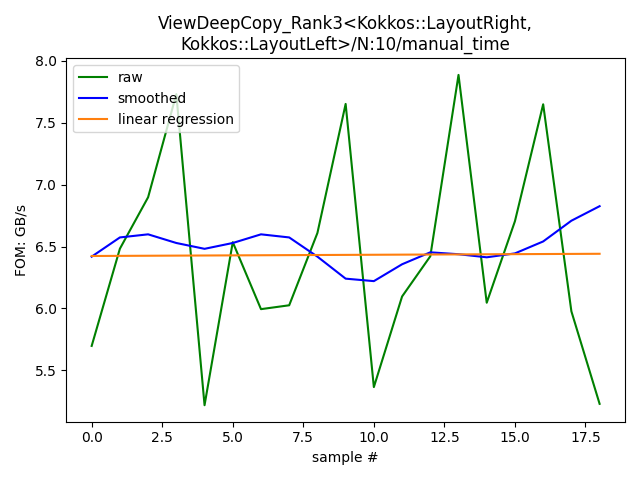 ViewDeepCopy_Rank3<Kokkos::LayoutRight,
Kokkos::LayoutLeft>/N:10/manual_time
raw
smoothed
linear regression
FOM: GB/s
8.0
7.5
7.0
6.5
6.0
5.5
0.0 2.5 5.0 7.5 10.0 12.5 15.0 17.5
sample #